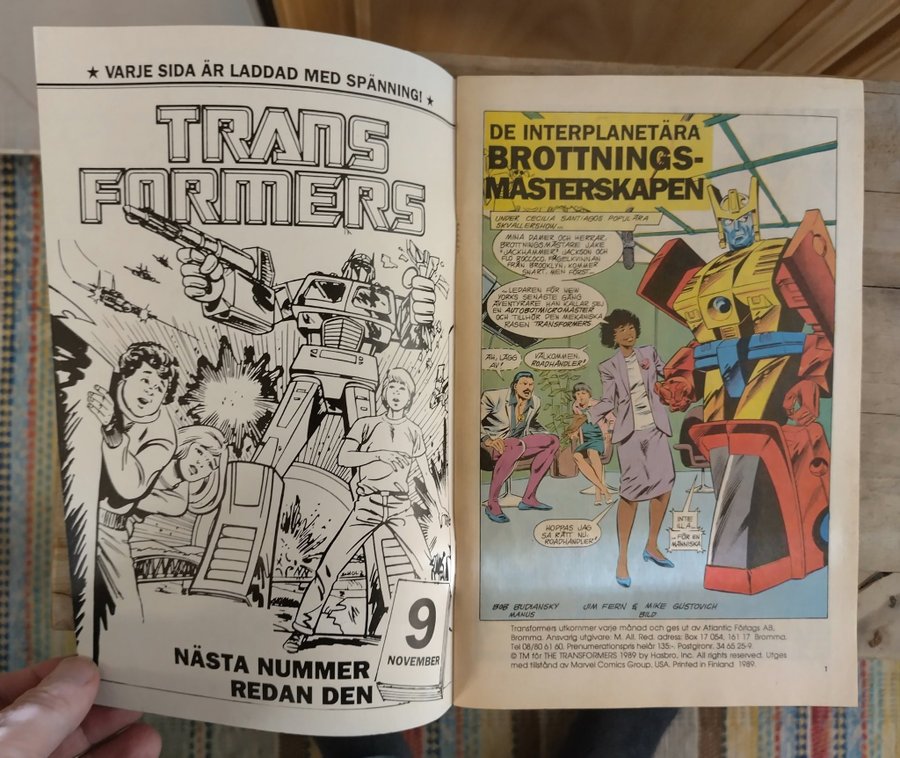 ★ VARJE SIDA ÄR LADDAD MED SPÄNNING! ★
TRANS
FORMERS
9
NOVEMBER
NÄSTA NUMMER
REDAN DEN
DE INTERPLANETÄRA
BROTTNINGS-
MÄSTERSKAPEN
UNDER CECILIA SANTIAGOS POPULÄRA
SKVALLERSHOW...
MINA DAMER OCH HERRAR,
BROTTNINGSMÄSTARE JAKE
"JACKHAMMER" JACKSON OCH
FLO ROCOCO, FÅGELKVINNAN
FRÅN BROOKLYN, KOMMER
SNART, MEN FÖRST...
...LEDAREN FÖR NEW
YORKS SENASTE GÄNG
ÄVENTYRARE. HAN KALLAR SEJ
EN AUTOBOTMICROMASTER
OCH TILLHÖR DEN MEKANISKA
RASEN TRANSFORMERS.
ÄH, LÄGG
AV!
VÄLKOMMEN,
ROADHANDLER!
HOPPAS JAG
SA RÄTT NU,
ROADHANDLER!
INTE
ILLA...
...FÖR EN
MÄNNISKA.
BOB BUDIANSKY
MANUS
JIM FERN & MIKE GUSTOVICH
BILD
Transformers utkommer varje månad och ges ut av Atlantic Förlags AB,
Bromma. Ansvarig utgivare: M. All. Red. adress: Box 17 054, 161 17 Bromma.
Tel 08/80 61 60. Prenumerationspris helår 135:-. Postgironr. 34 65 25-9.
© TM för THE TRANSFORMERS 1989 by Hasbro, Inc. All rights reserved. Utges
med tillstånd av Marvel Comics Group, USA. Printed in Finland 1989.
1